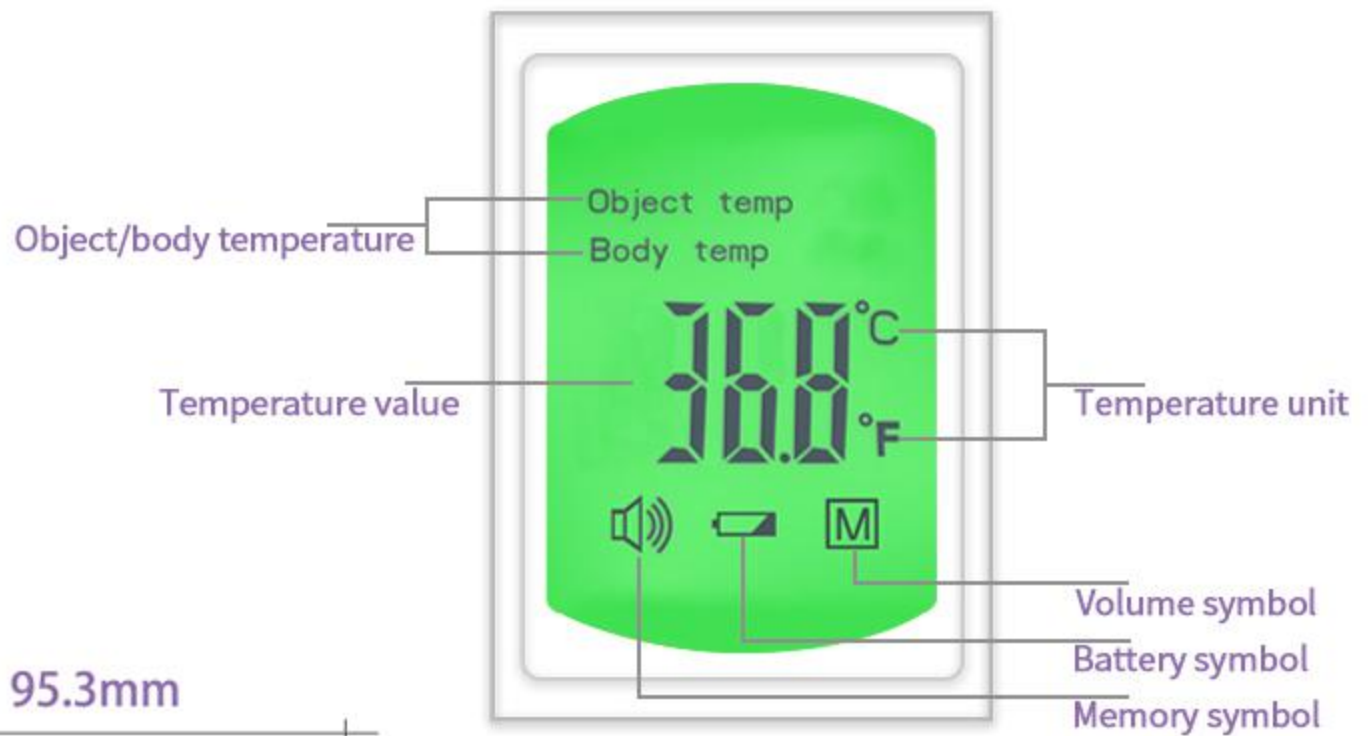 Object temp
Object/body temperature
Body temp
36.8 °C
°F
Temperature value
Temperature unit
M
Volume symbol
Battery symbol
Memory symbol
95.3mm